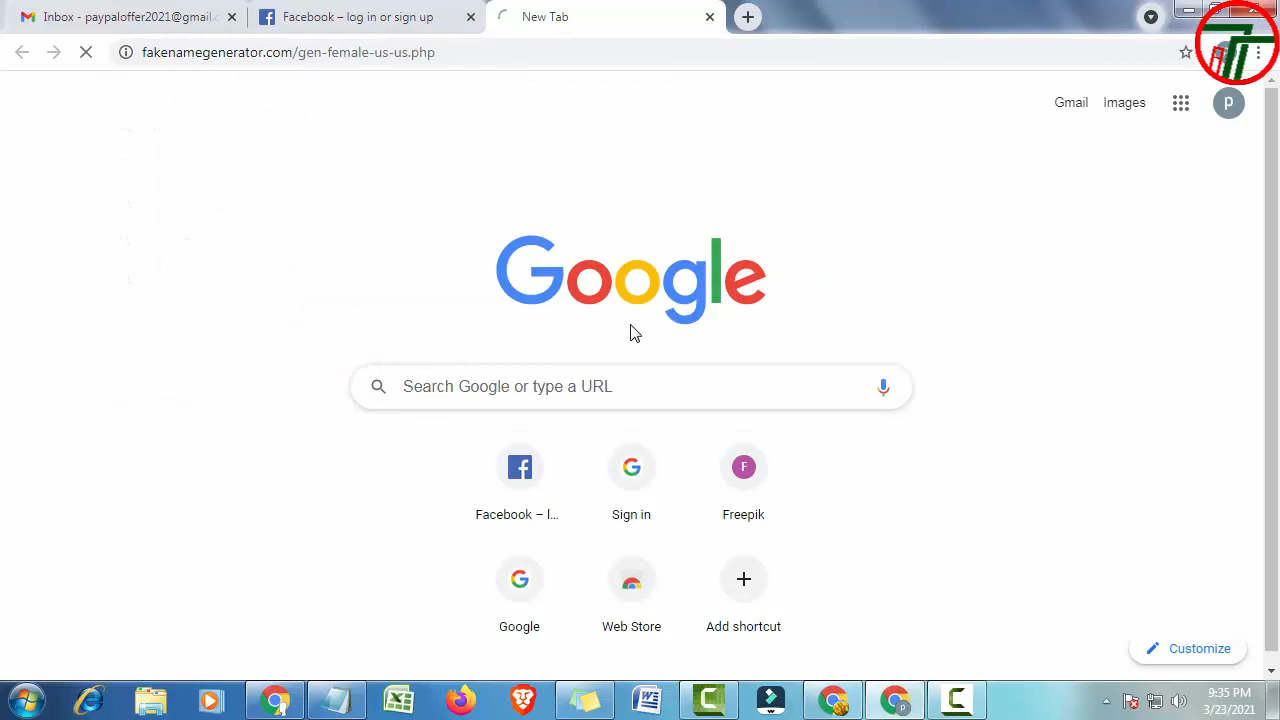 Inbox - paypaloffer2021@gmail.c
Facebook – log in or sign up
New Tab
fakenamegenerator.com/gen-female-us-us.php
Gmail
Images
p
Google
Search Google or type a URL
F
Facebook – l...
Sign in
Freepik
Google
Web Store
Add shortcut
Customize
9:35 PM
3/23/2021